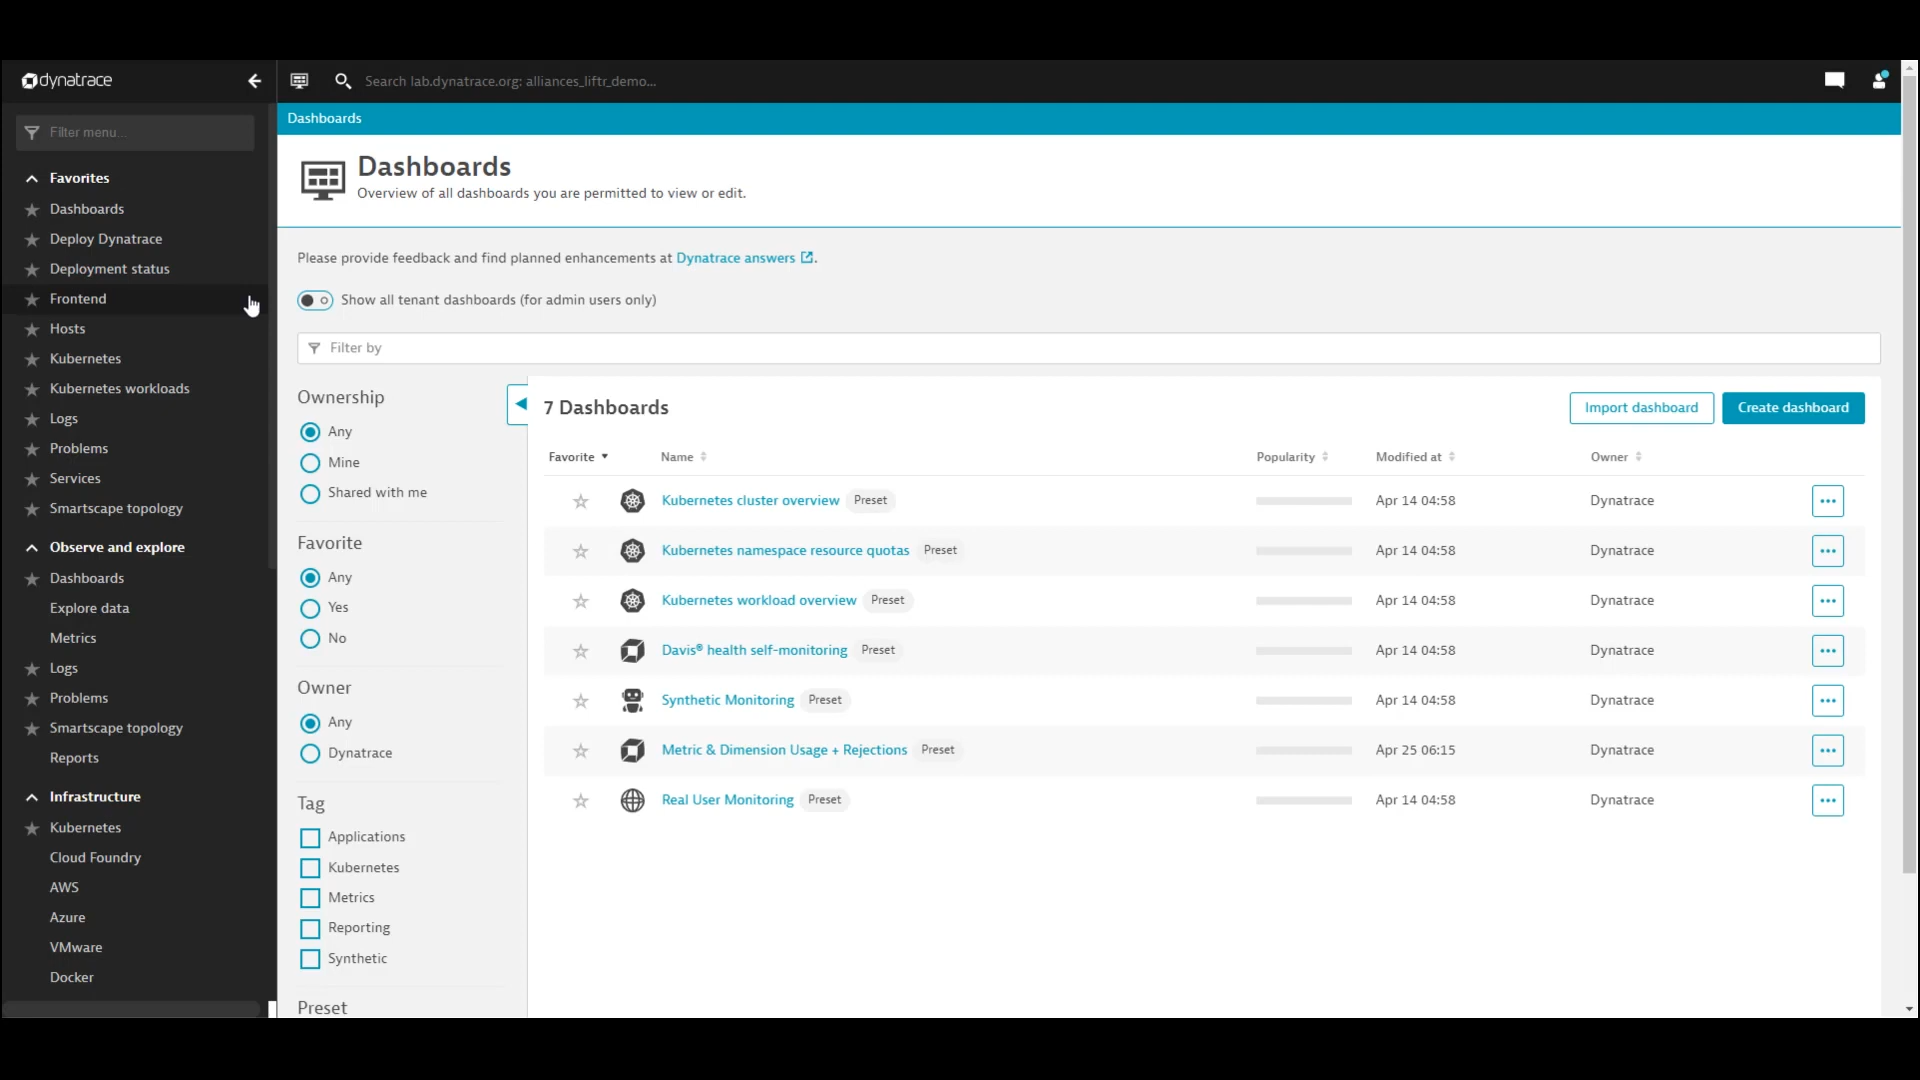 dynatrace
Search lab.dynatrace.org: alliances_liftr_demo...
Filter menu...
Favorites
Dashboards
Deploy Dynatrace
Deployment status
Frontend
Hosts
Kubernetes
Kubernetes workloads
Logs
Problems
Services
Smartscape topology
Observe and explore
Dashboards
Explore data
Metrics
Logs
Problems
Smartscape topology
Reports
Infrastructure
Kubernetes
Cloud Foundry
AWS
Azure
VMware
Docker
Dashboards
Dashboards
Overview of all dashboards you are permitted to view or edit.
Please provide feedback and find planned enhancements at Dynatrace answers.
Show all tenant dashboards (for admin users only)
Filter by
Ownership
Any
Mine
Shared with me
Favorite
Any
Yes
No
Owner
Any
Dynatrace
Tag
Applications
Kubernetes
Metrics
Reporting
Synthetic
Preset
7 Dashboards
Import dashboard Create dashboard
Favorite Name Popularity Modified at Owner
Kubernetes cluster overview Preset Apr 14 04:58 Dynatrace ...
Kubernetes namespace resource quotas Preset Apr 14 04:58 Dynatrace ...
Kubernetes workload overview Preset Apr 14 04:58 Dynatrace ...
Davis® health self-monitoring Preset Apr 14 04:58 Dynatrace ...
Synthetic Monitoring Preset Apr 14 04:58 Dynatrace ...
Metric & Dimension Usage + Rejections Preset Apr 25 06:15 Dynatrace ...
Real User Monitoring Preset Apr 14 04:58 Dynatrace ...